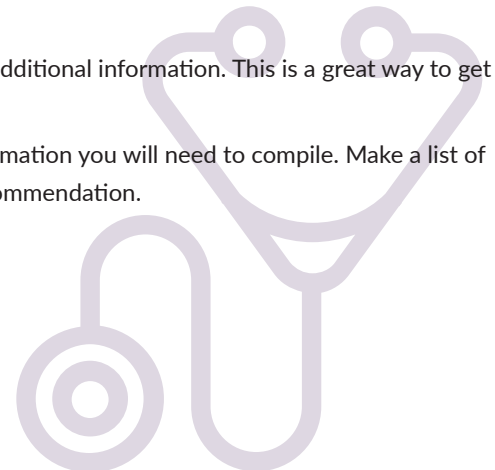 dditional information. This is a great way to get
mation you will need to compile. Make a list of
ommendation.